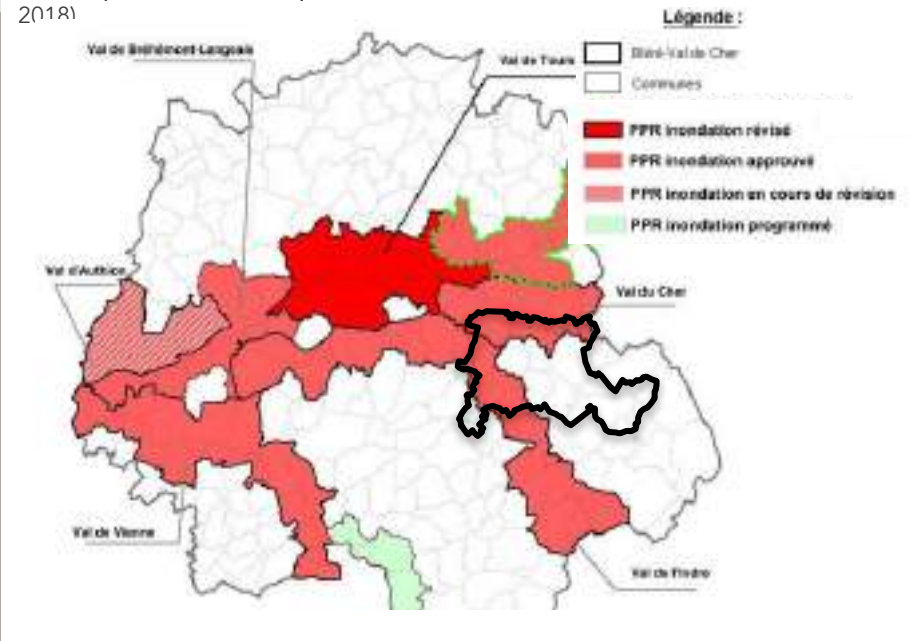 2018)
Légende :
Val de Bréhémont-Langeais
Val de Tours
Bléré-Val de Cher
Communes
PPR inondation révisé
PPR inondation approuvé
PPR inondation en cours de révision
PPR inondation programmé
Val d'Authion
Val du Cher
Val de Vienne
Val de l'Indre